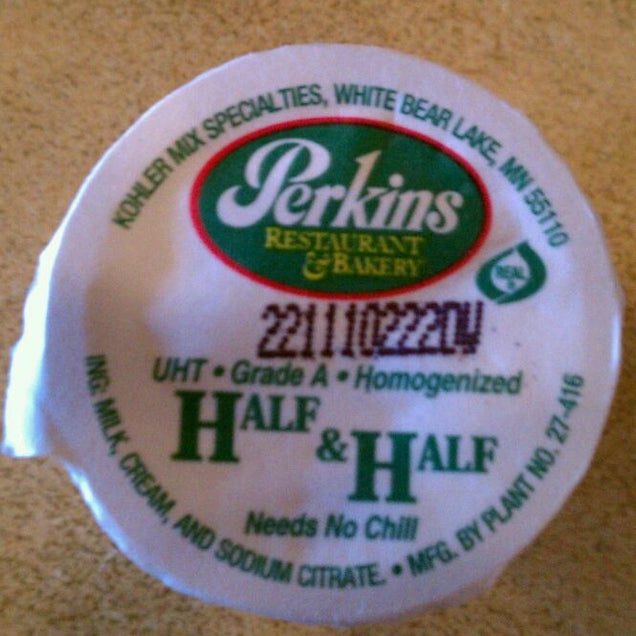 KOHLER MIX SPECIALTIES, WHITE BEAR LAKE, MN 55110
Perkins
RESTAURANT
& BAKERY
REAL
UHT • Grade A • Homogenized
HALF & HALF
Needs No Chill
ING: MILK, CREAM, AND SODIUM CITRATE. • MFG. BY PLANT NO. 27-416